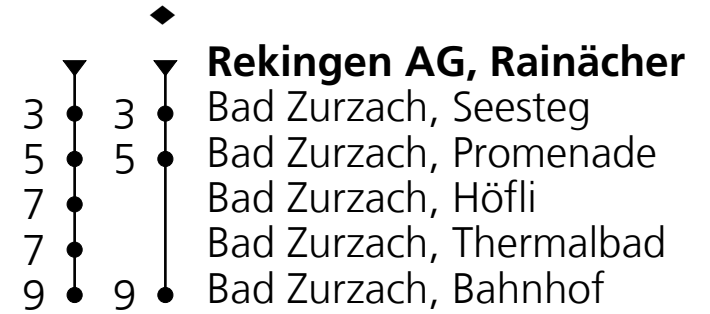 Rekingen AG, Rainächer
3 3 Bad Zurzach, Seesteg
5 5 Bad Zurzach, Promenade
7 Bad Zurzach, Höfli
7 Bad Zurzach, Thermalbad
9 9 Bad Zurzach, Bahnhof